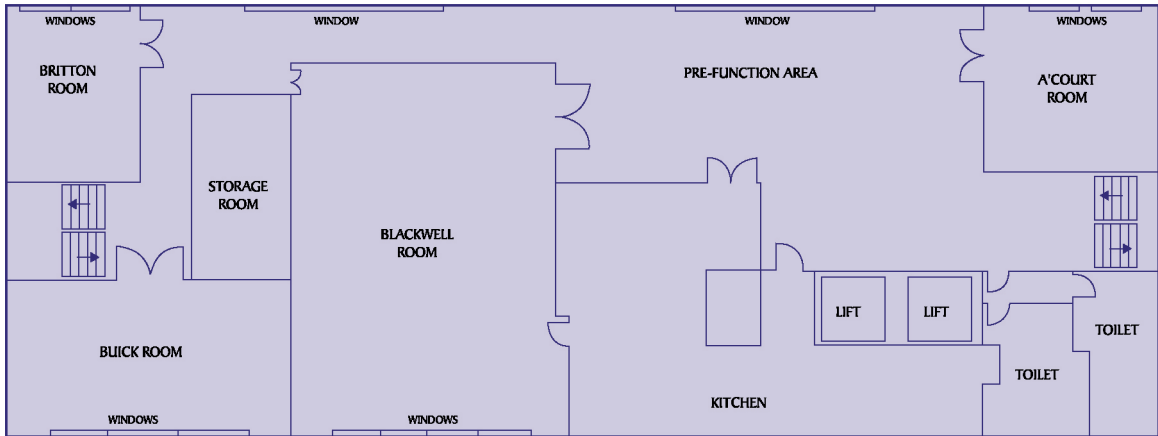 WINDOWS
WINDOW
WINDOW
WINDOWS
BRITTON
ROOM
PRE-FUNCTION AREA
A'COURT
ROOM
STORAGE
ROOM
BLACKWELL
ROOM
BUICK ROOM
LIFT
LIFT
TOILET
TOILET
KITCHEN
WINDOWS
WINDOWS